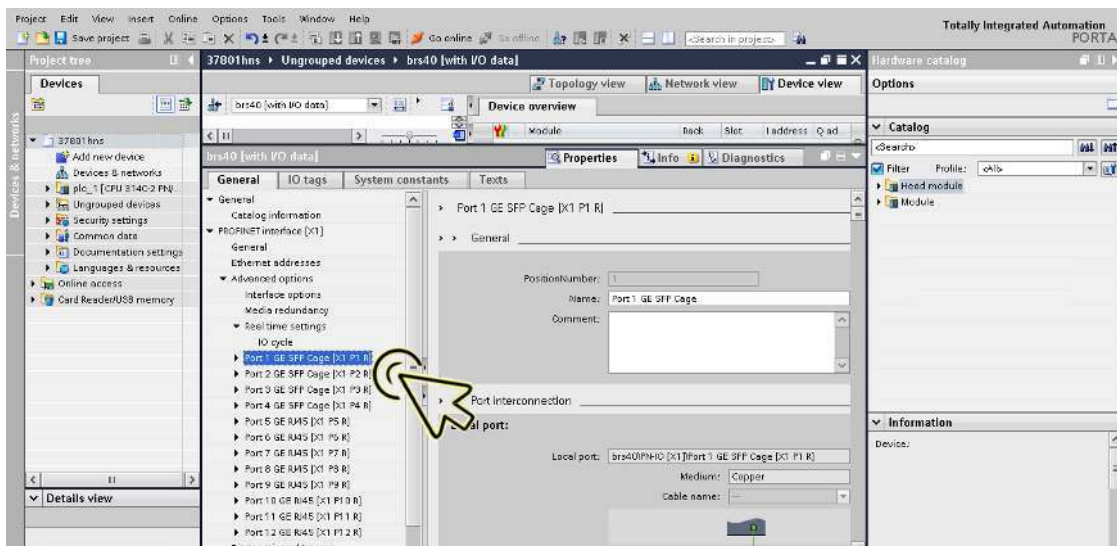 Project Edit View Insert Online Options Tools Window Help
Totally Integrated Automation
PORTA
Save project
Go online
Go offline
<Search in project>
Project tree
37801hns ▸ Ungrouped devices ▸ brs40 [with I/O data]
Hardware catalog
Devices
Topology view
Network view
Device view
Options
brs40 [with I/O data]
Device overview
Module Rack Slot I address Q ad
Catalog
<Search>
Filter Profile: <All>
Head module
Module
Devices & networks
37801hns
Add new device
Devices & networks
plc_1 [CPU 314C-2 PN/
Ungrouped devices
Security settings
Common data
Documentation settings
Languages & resources
Online access
Card Reader/USB memory
Details view
brs40 [with I/O data]
Properties
Info
Diagnostics
General
IO tags
System constants
Texts
General
Catalog information
PROFINET interface [X1]
General
Ethernet addresses
Advanced options
Interface options
Media redundancy
Real time settings
IO cycle
Port 1 GE SFP Cage [X1 P1 R]
Port 2 GE SFP Cage [X1 P2 R]
Port 3 GE SFP Cage [X1 P3 R]
Port 4 GE SFP Cage [X1 P4 R]
Port 5 GE RJ45 [X1 P5 R]
Port 6 GE RJ45 [X1 P6 R]
Port 7 GE RJ45 [X1 P7 R]
Port 8 GE RJ45 [X1 P8 R]
Port 9 GE RJ45 [X1 P9 R]
Port 10 GE RJ45 [X1 P10 R]
Port 11 GE RJ45 [X1 P11 R]
Port 12 GE RJ45 [X1 P12 R]
Port 1 GE SFP Cage [X1 P1 R]
General
PositionNumber: 1
Name: Port 1 GE SFP Cage
Comment:
Port interconnection
al port:
Local port: brs40\PN-IO [X1]\Port 1 GE SFP Cage [X1 P1 R]
Medium: Copper
Cable name: ---
Information
Device: